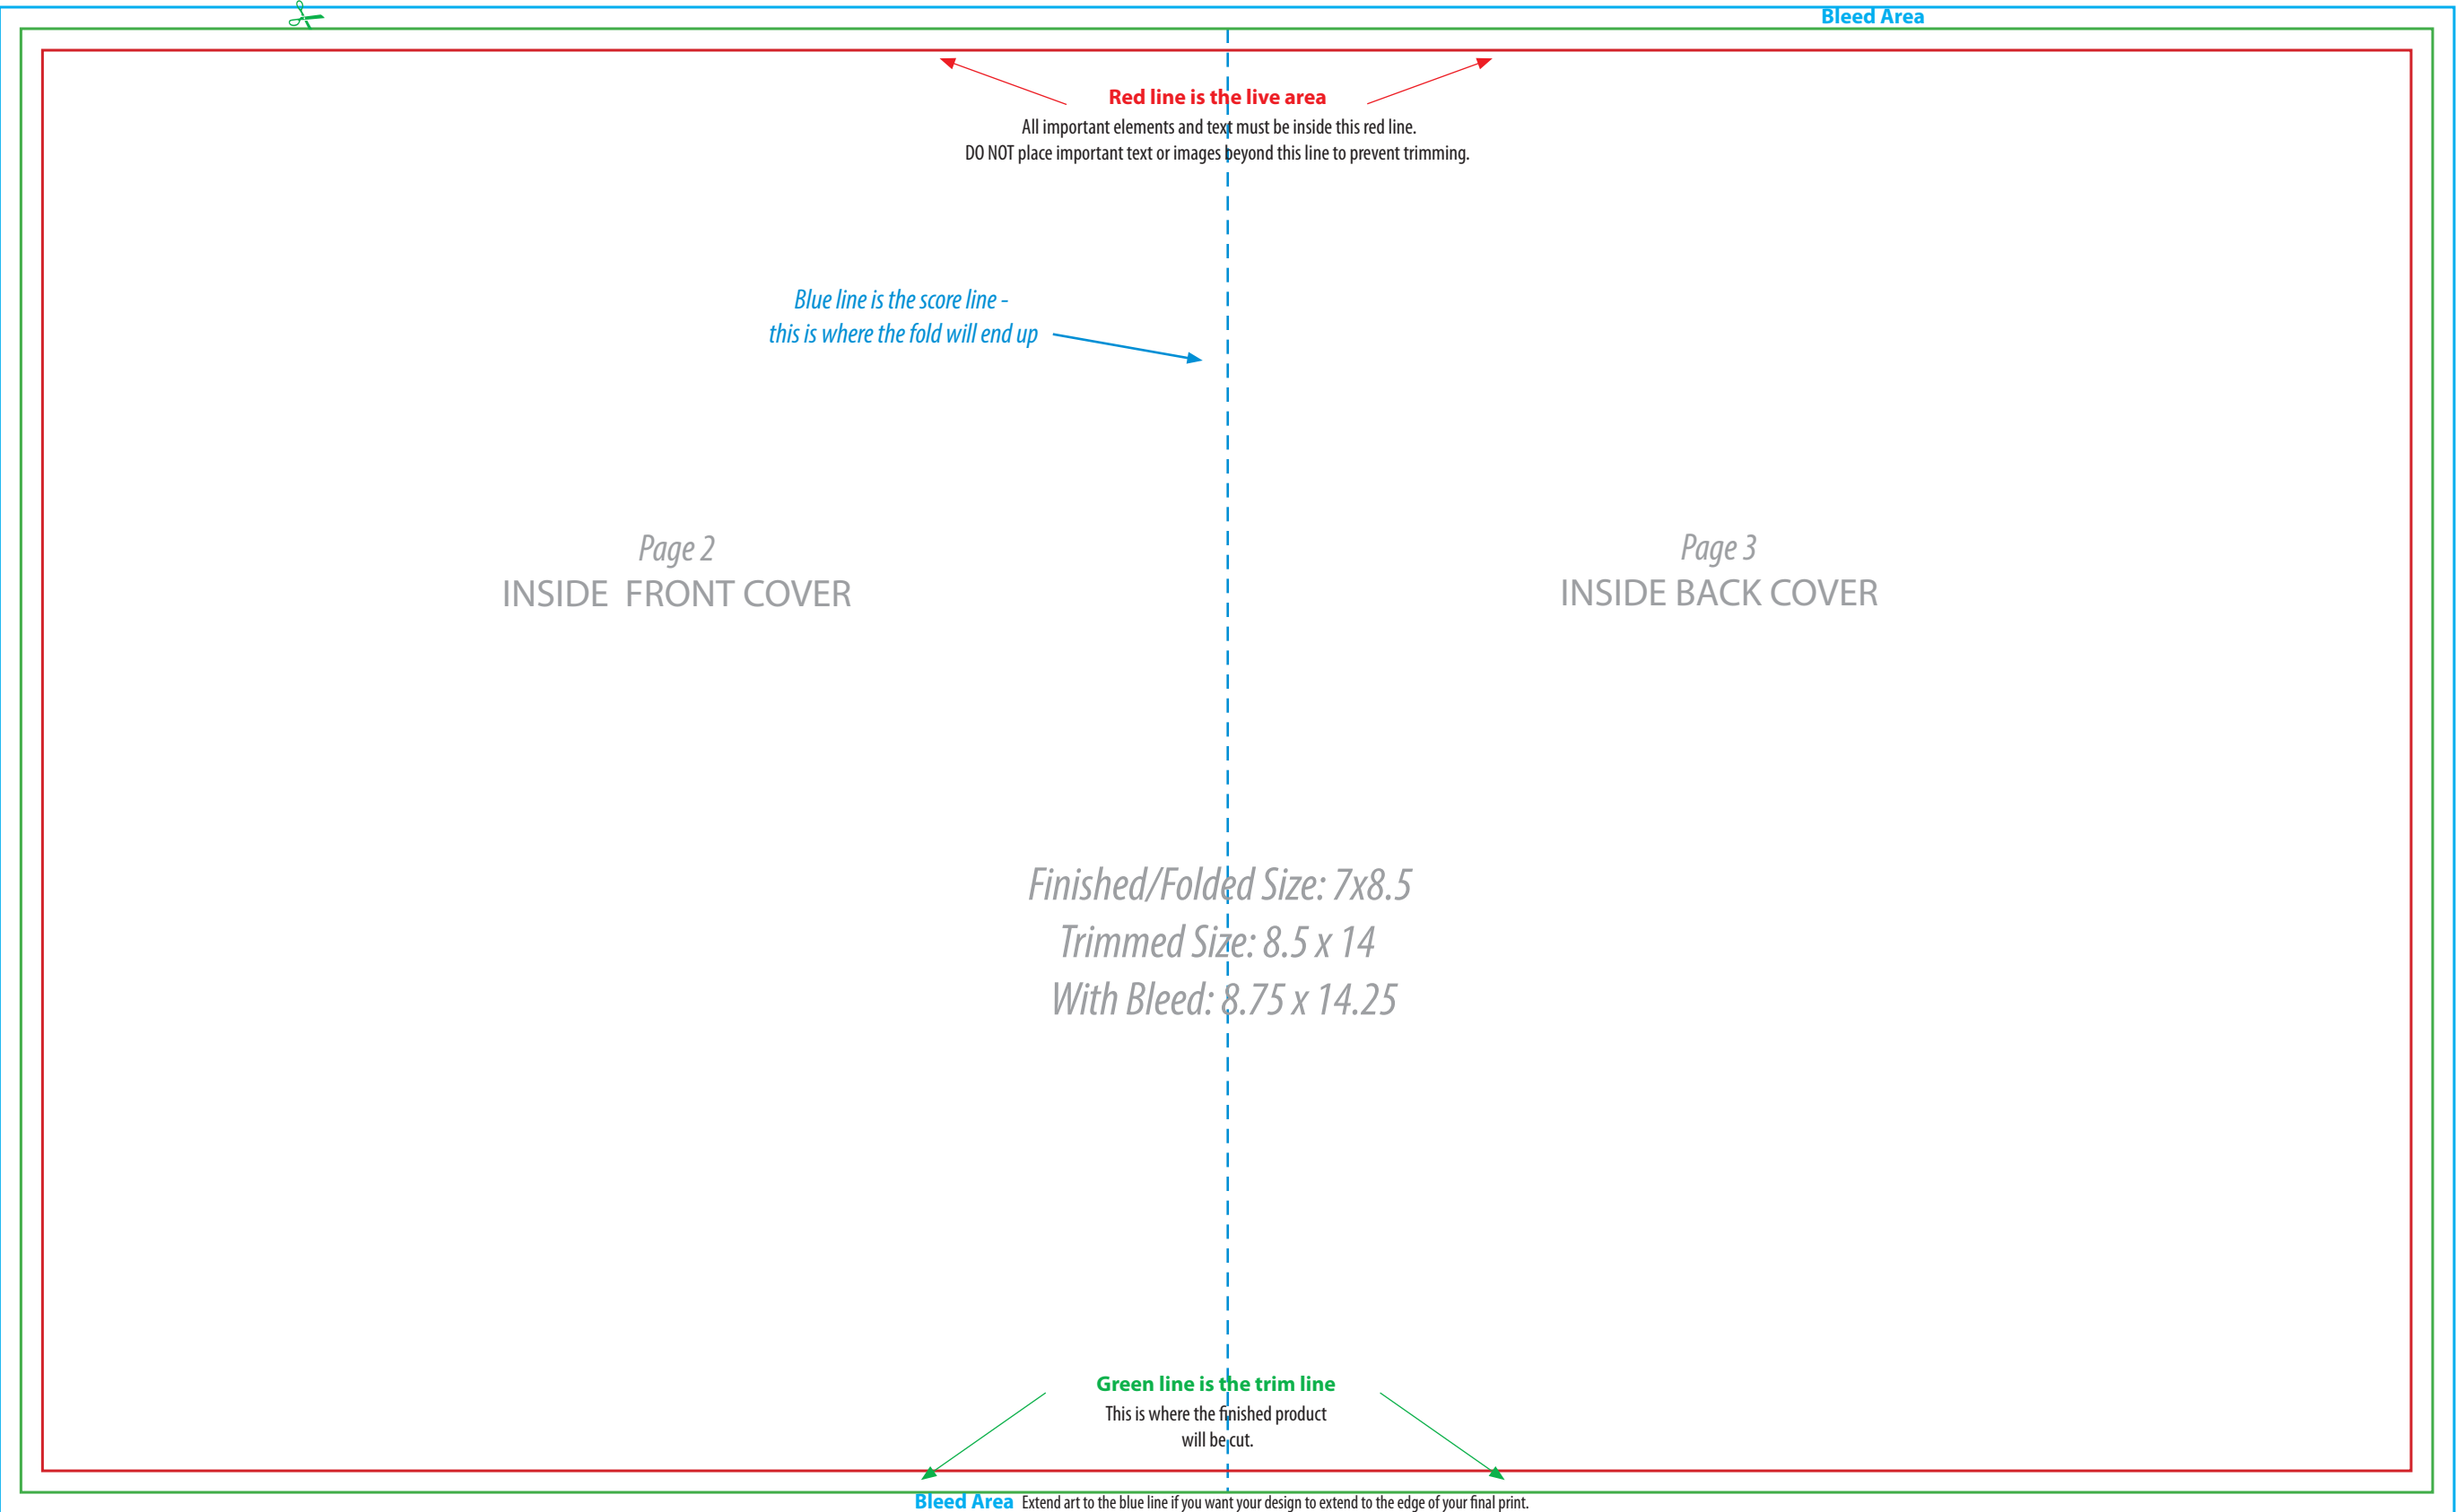 Bleed Area
Red line is the live area
All important elements and text must be inside this red line.
DO NOT place important text or images beyond this line to prevent trimming.
Blue line is the score line -
this is where the fold will end up
Page 2
INSIDE  FRONT COVER
Page 3
INSIDE BACK COVER
Finished/Folded Size: 7x8.5
Trimmed Size: 8.5 x 14
With Bleed: 8.75 x 14.25
Green line is the trim line
This is where the finished product
will be cut.
Bleed Area Extend art to the blue line if you want your design to extend to the edge of your final print.